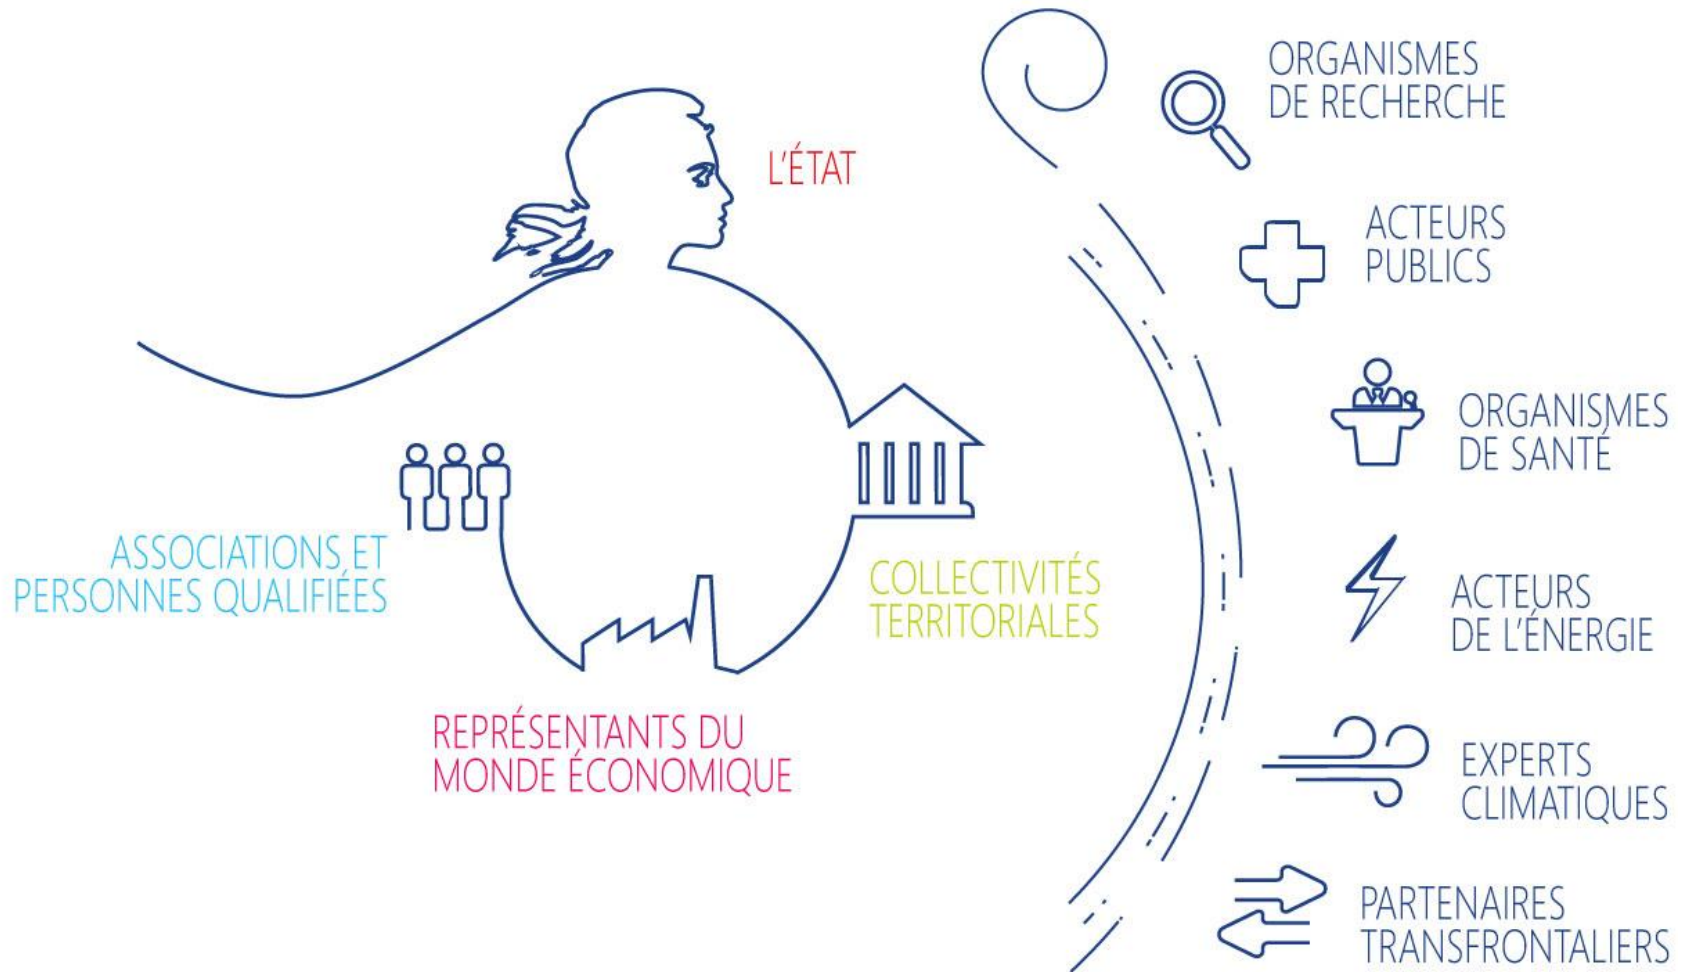 L'ÉTAT
ASSOCIATIONS ET
PERSONNES QUALIFIÉES
COLLECTIVITÉS
TERRITORIALES
REPRÉSENTANTS DU
MONDE ÉCONOMIQUE
ORGANISMES
DE RECHERCHE
ACTEURS
PUBLICS
ORGANISMES
DE SANTÉ
ACTEURS
DE L'ÉNERGIE
EXPERTS
CLIMATIQUES
PARTENAIRES
TRANSFRONTALIERS